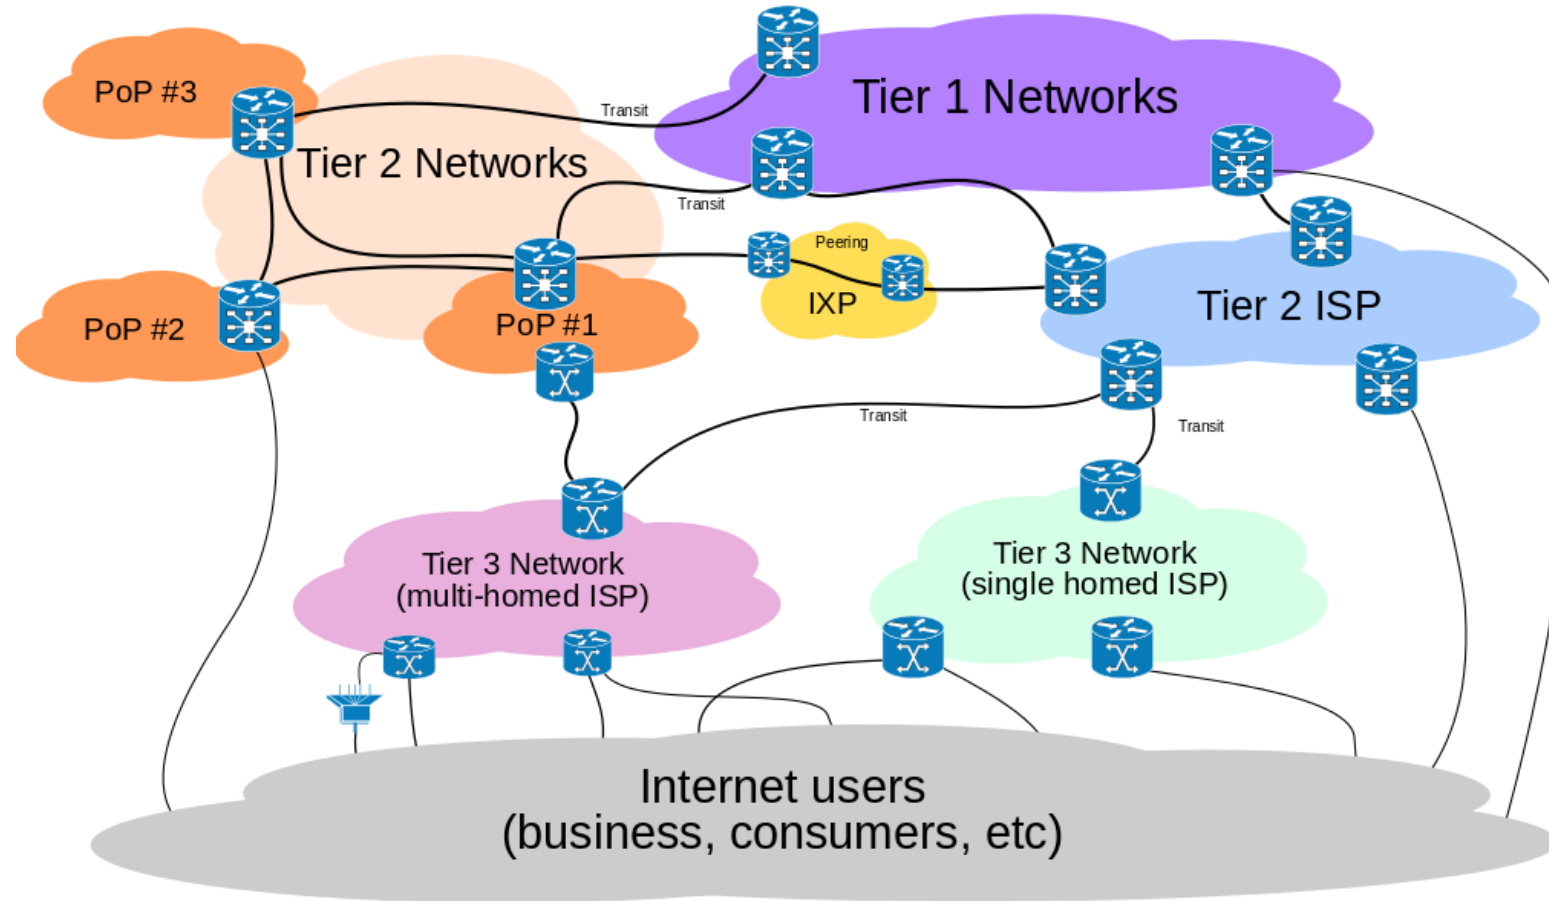 PoP #3
Transit
Tier 1 Networks
Tier 2 Networks
Transit
Peering
IXP
Tier 2 ISP
PoP #2
PoP #1
Transit
Transit
Tier 3 Network
(multi-homed ISP)
Tier 3 Network
(single homed ISP)
Internet users
(business, consumers, etc)